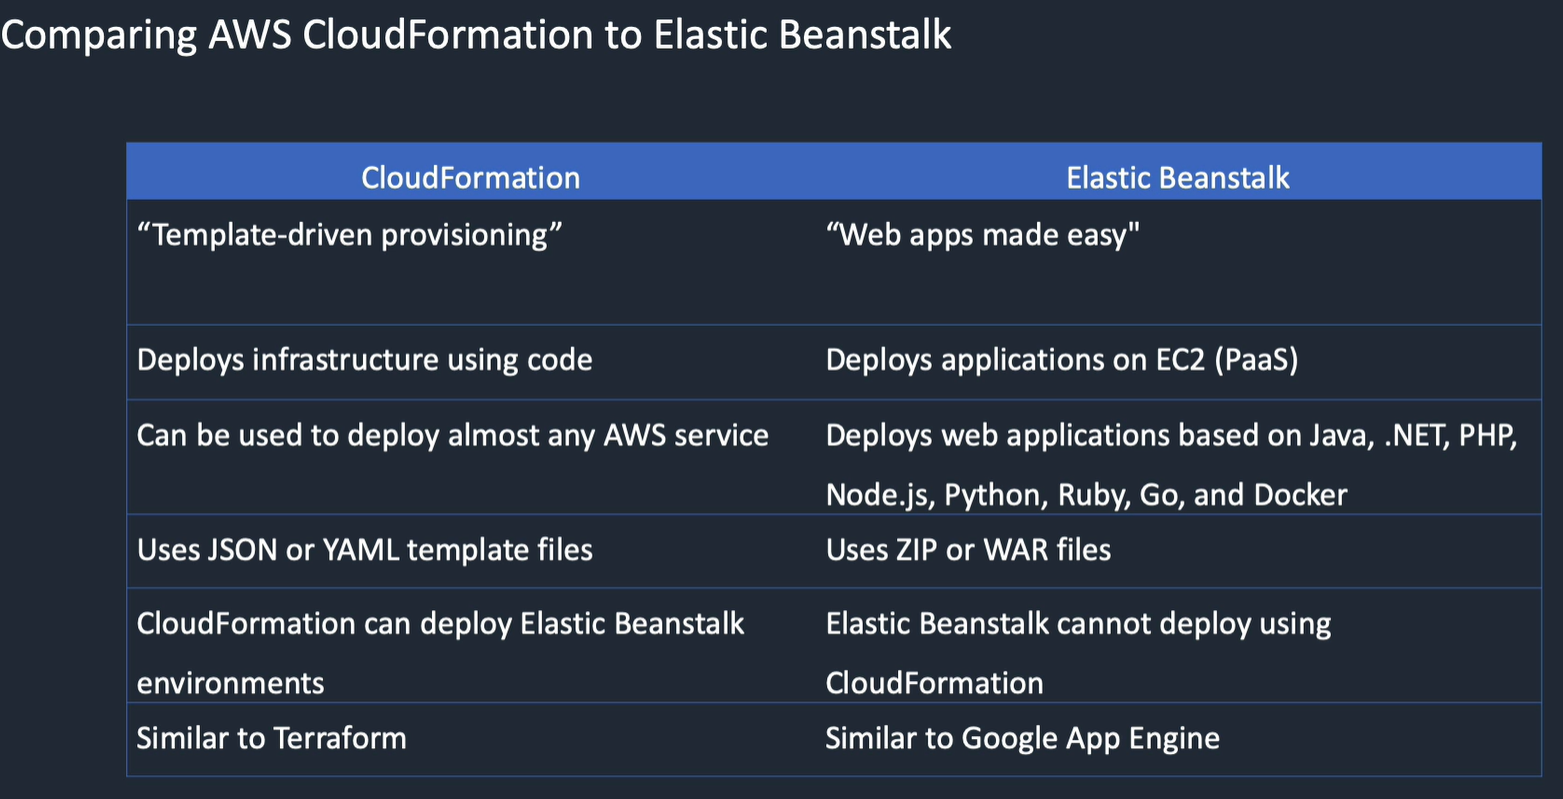 Comparing AWS CloudFormation to Elastic Beanstalk
CloudFormation
Elastic Beanstalk
“Template-driven provisioning”
“Web apps made easy"
Deploys infrastructure using code
Deploys applications on EC2 (PaaS)
Can be used to deploy almost any AWS service
Deploys web applications based on Java, .NET, PHP,
Node.js, Python, Ruby, Go, and Docker
Uses JSON or YAML template files
Uses ZIP or WAR files
CloudFormation can deploy Elastic Beanstalk
environments
Elastic Beanstalk cannot deploy using
CloudFormation
Similar to Terraform
Similar to Google App Engine